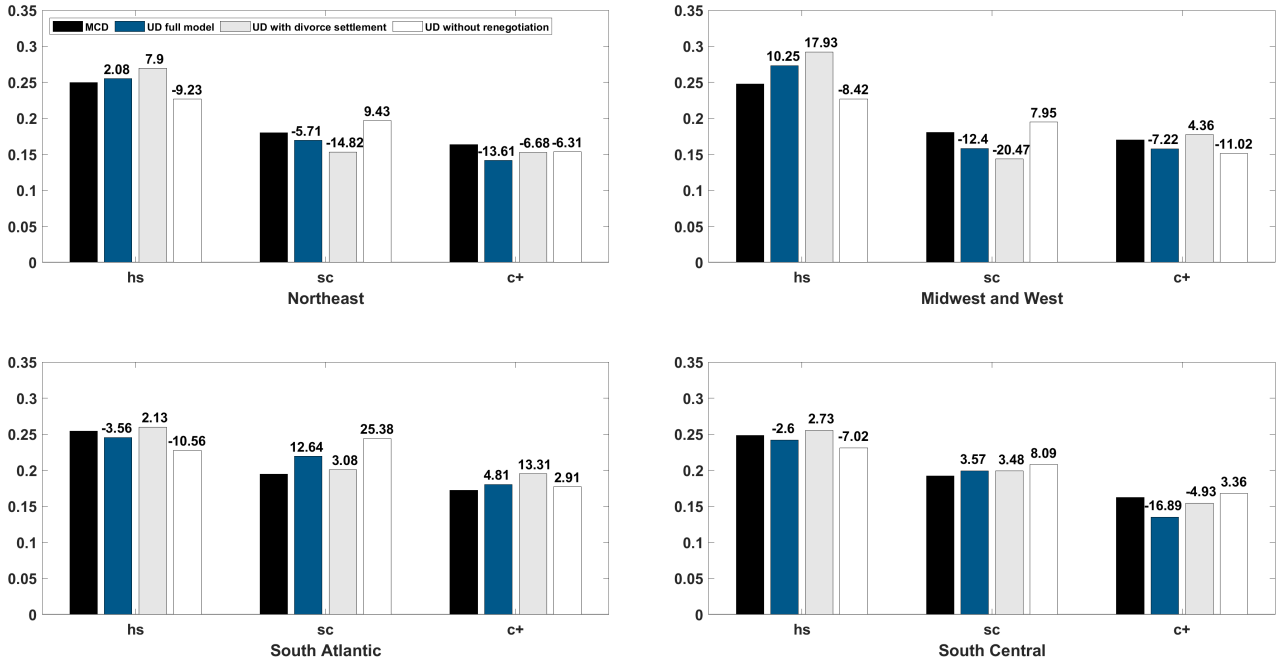 0.35
MCD UD full model UD with divorce settlement UD without renegotiation
0.3
0.25
0.2
0.15
0.1
0.05
0
2.08 7.9 -9.23
-5.71 -14.82 9.43
-13.61 -6.68 -6.31
hs sc c+
Northeast
0.35
0.3
0.25
0.2
0.15
0.1
0.05
0
10.25 17.93 -8.42
-12.4 -20.47 7.95
-7.22 4.36 -11.02
hs sc c+
Midwest and West
0.35
0.3
0.25
0.2
0.15
0.1
0.05
0
-3.56 2.13 -10.56
12.64 3.08 25.38
4.81 13.31 2.91
hs sc c+
South Atlantic
0.35
0.3
0.25
0.2
0.15
0.1
0.05
0
-2.6 2.73 -7.02
3.57 3.48 8.09
-16.89 -4.93 3.36
hs sc c+
South Central